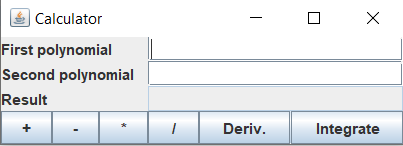 Calculator
First polynomial
Second polynomial
Result
+ - * / Deriv. Integrate